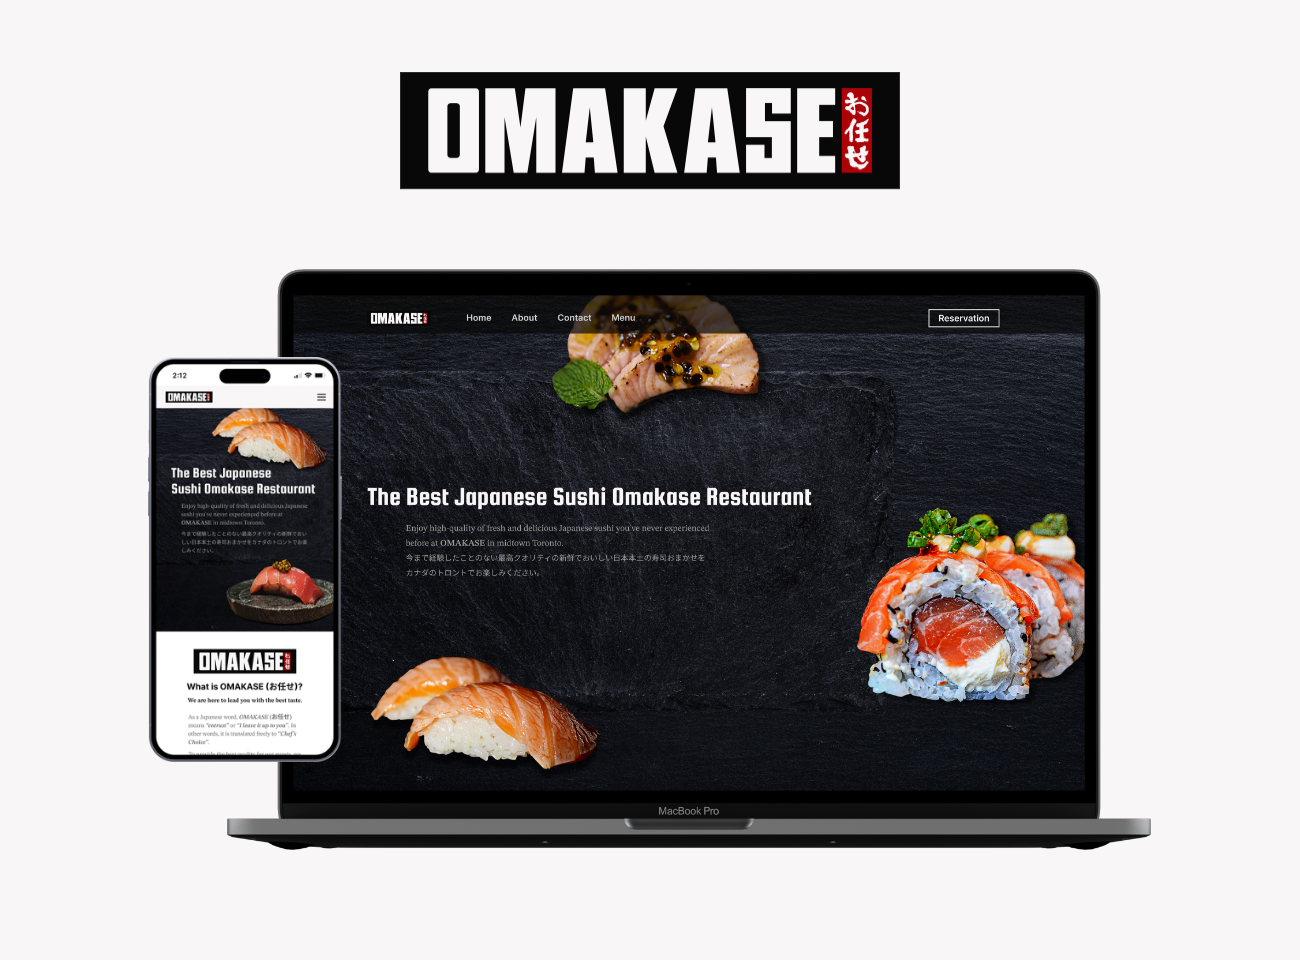 OMAKASE
お任せ
OMAKASE
Home
About
Contact
Menu
Reservation
The Best Japanese Sushi Omakase Restaurant
Enjoy high-quality of fresh and delicious Japanese sushi you've never experienced
before at OMAKASE in midtown Toronto.
今まで経験したことのない最高クオリティの新鮮でおいしい日本本土の寿司おまかせを
カナダのトロントでお楽しみください。
MacBook Pro
2:12
OMAKASE
The Best Japanese
Sushi Omakase Restaurant
Enjoy high-quality of fresh and delicious Japanese
sushi you've never experienced before at
OMAKASE in midtown Toronto.
今まで経験したことのない最高クオリティの新鮮でおい
しい日本本土の寿司おまかせをカナダのトロントでお楽
しみください。
OMAKASE
お任せ
What is OMAKASE (お任せ)?
We are here to lead you with the best taste.
As a Japanese word, OMAKASE (お任せ)
means "entrust" or "I leave it up to you". In
other words, it is translated freely to "Chef's
Choice".